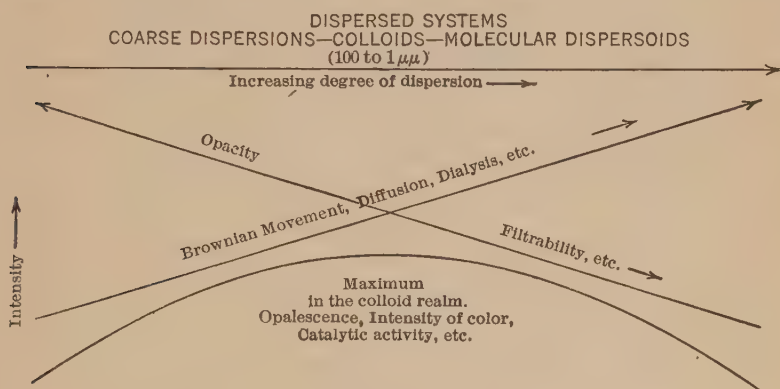 DISPERSED SYSTEMS
COARSE DISPERSIONS—COLLOIDS—MOLECULAR DISPERSOIDS
(100 to 1μμ)
Increasing degree of dispersion
Opacity
Brownian Movement, Diffusion, Dialysis, etc.
Filtrability, etc.
Intensity
Maximum
in the colloid realm.
Opalescence, Intensity of color,
Catalytic activity, etc.